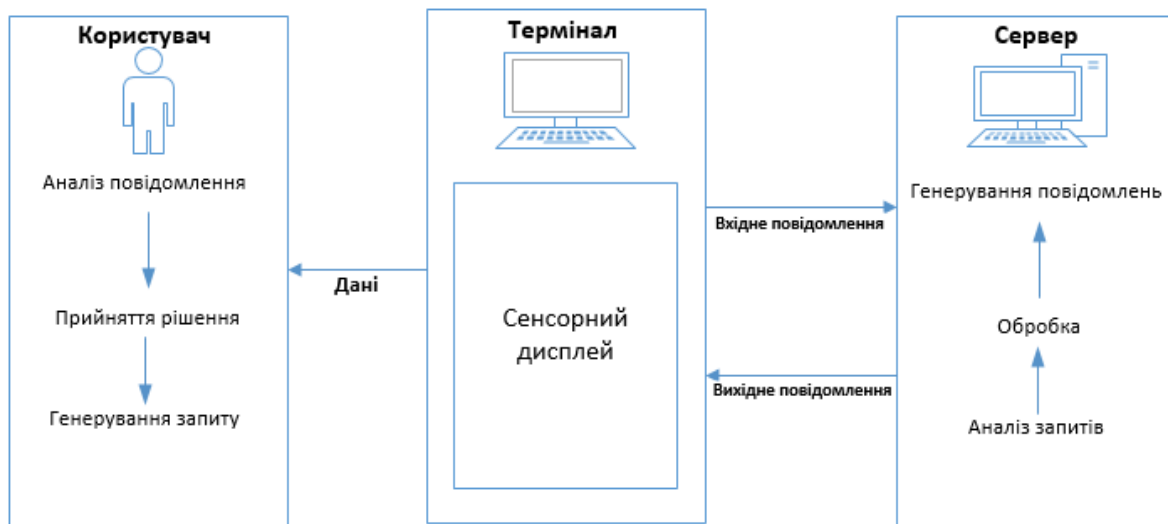 Користувач
Аналіз повідомлення
Прийняття рішення
Генерування запиту
Дані
Термінал
Сенсорний
дисплей
Вхідне повідомлення
Вихідне повідомлення
Сервер
Генерування повідомлень
Обробка
Аналіз запитів